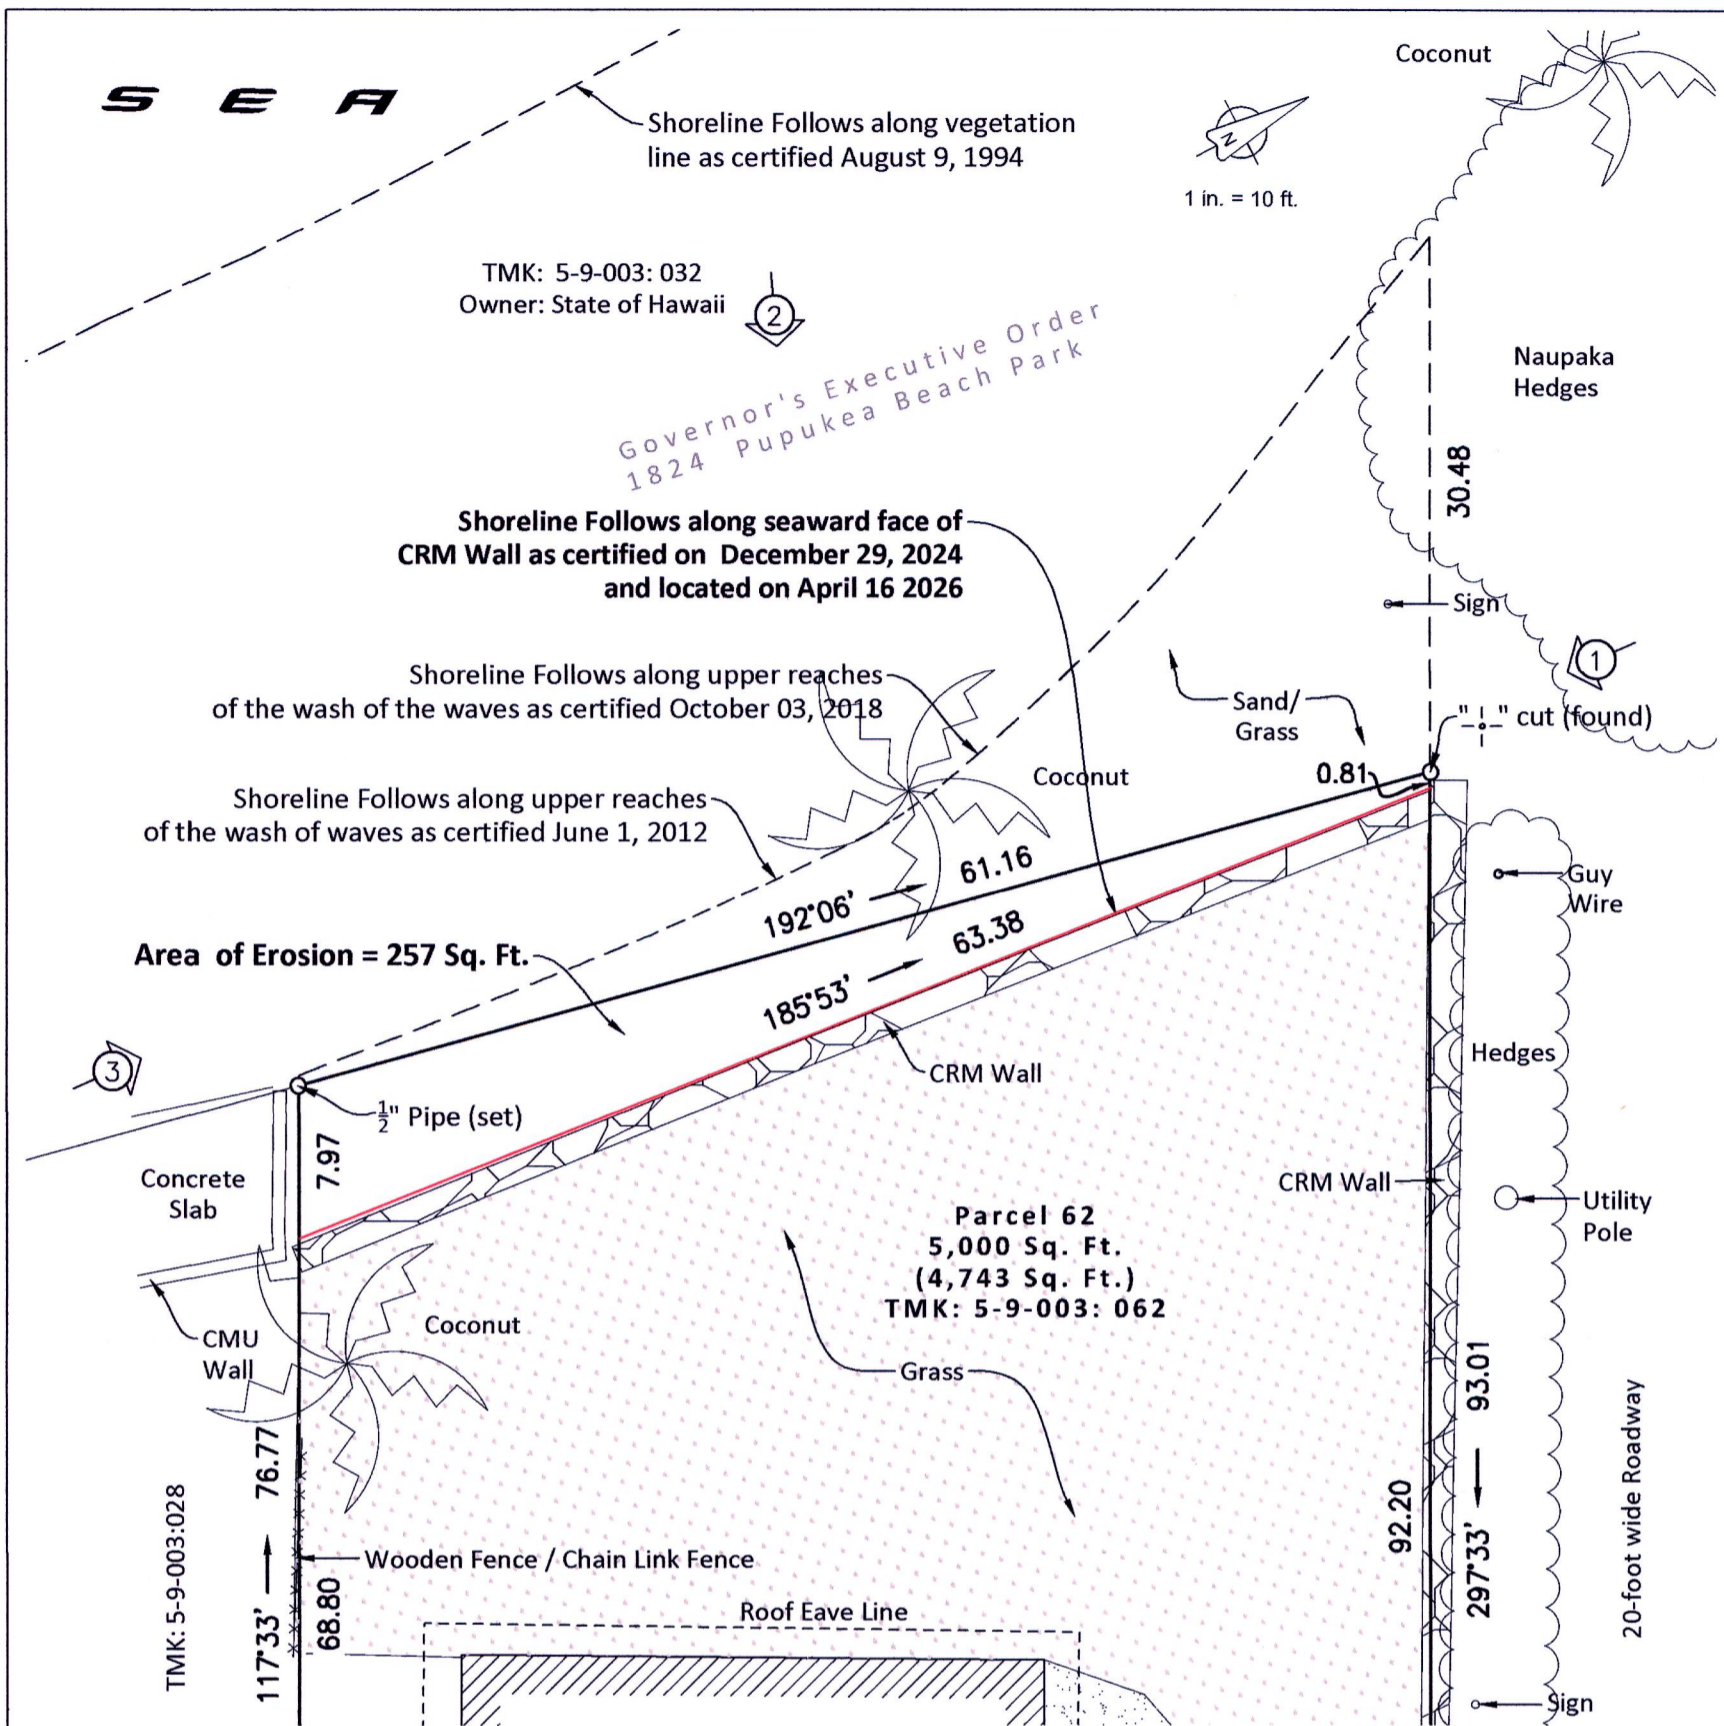 SEA
Coconut
Shoreline Follows along vegetation
line as certified August 9, 1994
N
1 in. = 10 ft.
TMK: 5-9-003: 032
Owner: State of Hawaii
2
Governor's Executive Order
1824 Pupukea Beach Park
Naupaka
Hedges
30.48
Shoreline Follows along seaward face of
CRM Wall as certified on December 29, 2024
and located on April 16 2026
Sign
1
Shoreline Follows along upper reaches
of the wash of the waves as certified October 03, 2018
Sand/
Grass
"+" cut (found)
Coconut
0.81
Shoreline Follows along upper reaches
of the wash of waves as certified June 1, 2012
61.16
192°06'
Guy
Wire
63.38
185°53'
Area of Erosion = 257 Sq. Ft.
3
CRM Wall
Hedges
½" Pipe (set)
7.97
Concrete
Slab
CRM Wall
Utility
Pole
Parcel 62
5,000 Sq. Ft.
(4,743 Sq. Ft.)
TMK: 5-9-003: 062
CMU
Wall
Coconut
Grass
93.01
297°33'
92.20
20-foot wide Roadway
76.77
117°33'
68.80
TMK: 5-9-003:028
Wooden Fence / Chain Link Fence
Roof Eave Line
Sign